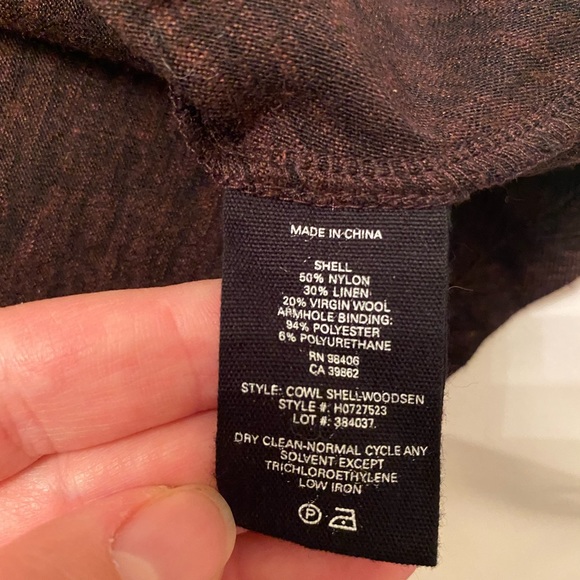 MADE IN CHINA
SHELL
50% NYLON
30% LINEN
20% VIRGIN WOOL
ARMHOLE BINDING:
94% POLYESTER
6% POLYURETHANE
RN 98406
CA 39862
STYLE: COWL SHELL-WOODSEN
STYLE #: H0727523
LOT #: 384037
DRY CLEAN-NORMAL CYCLE ANY
SOLVENT EXCEPT
TRICHLOROETHYLENE
LOW IRON
P